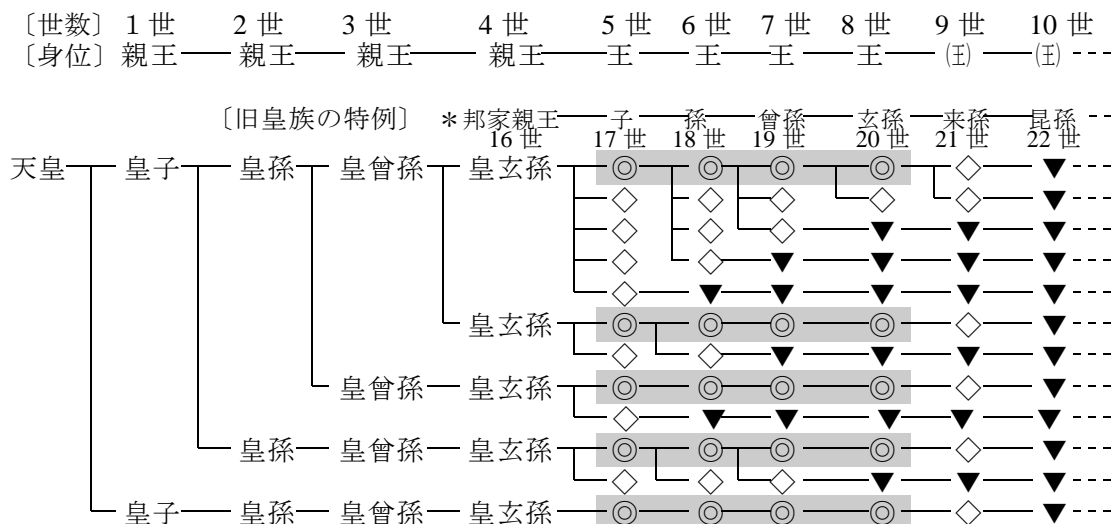 〔世数〕 1 世 2 世 3 世 4 世 5 世 6 世 7 世 8 世 9 世 10 世
〔身位〕 親王 親王 親王 親王 王 王 王 王 (王) (王)
〔旧皇族の特例〕 ＊邦家親王 子 孫 曾孫 玄孫 来孫 昆孫
16 世 17 世 18 世 19 世 20 世 21 世 22 世
天皇 皇子 皇孫 皇曾孫 皇玄孫
皇玄孫
皇曾孫 皇玄孫
皇孫 皇曾孫 皇玄孫
皇子 皇孫 皇曾孫 皇玄孫